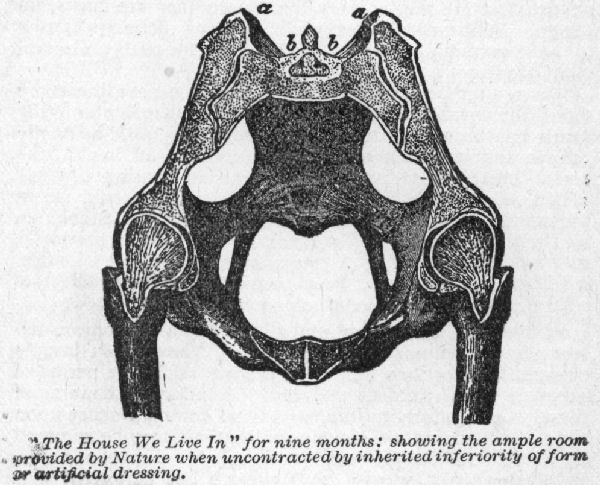 a a
b b
"The House We Live In" for nine months: showing the ample room
provided by Nature when uncontracted by inherited inferiority of form
or artificial dressing.